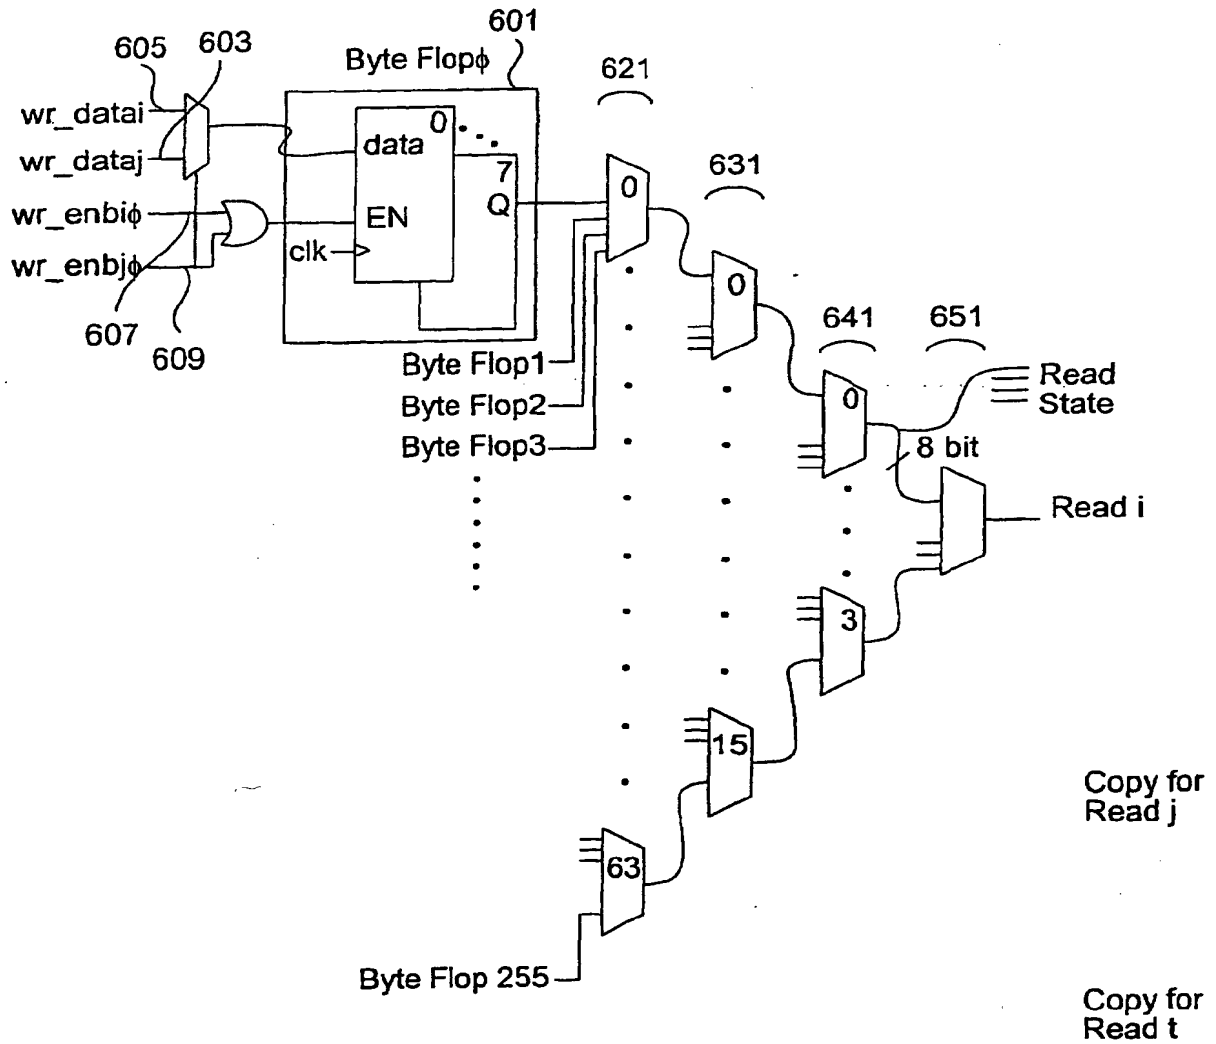 601
605
603
Byte Flopϕ
621
wr_datai
0
data
wr_dataj
7
0
631
Q
wr_enbiϕ
EN
clk
wr_enbjϕ
0
607
609
641
651
Byte Flop1
Read
State
Byte Flop2
0
Byte Flop3
8 bit
Read i
3
15
Copy for
Read j
63
Byte Flop 255
Copy for
Read t